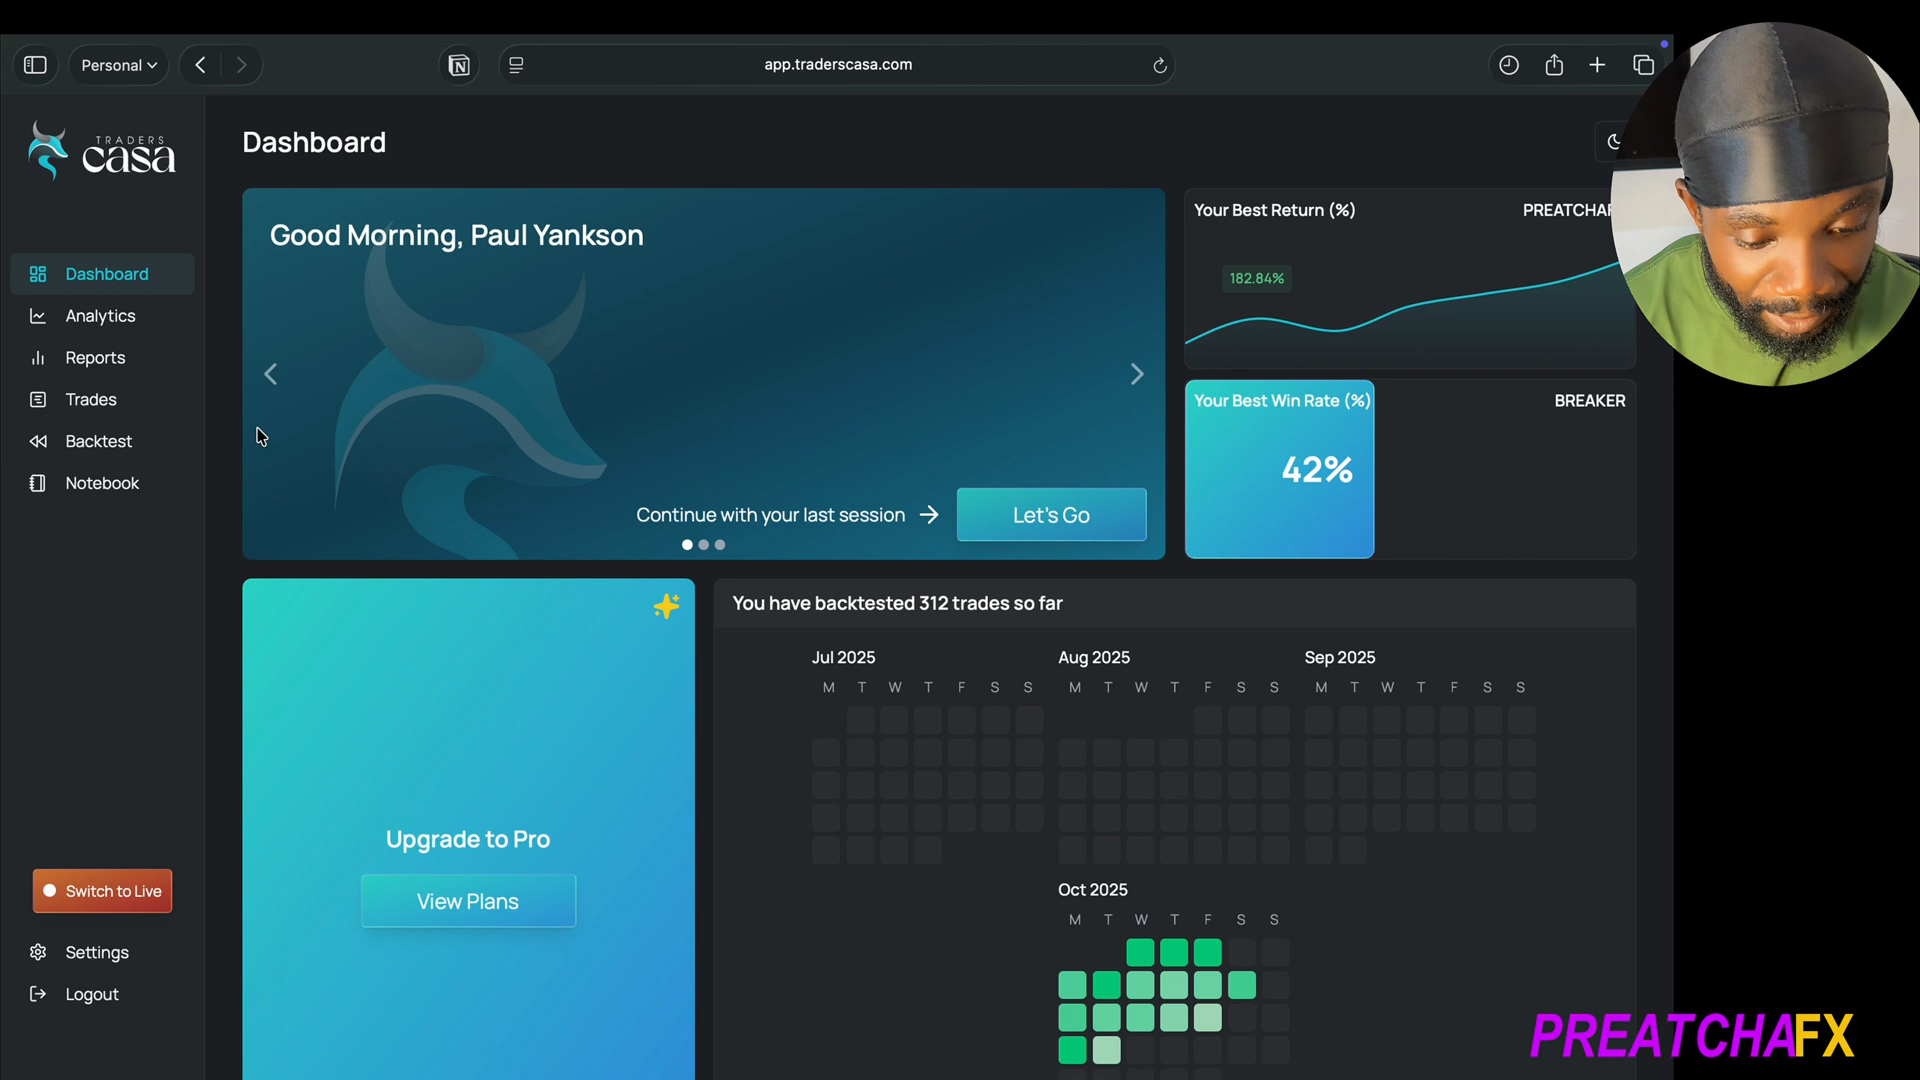 Personal
app.traderscasa.com
TRADERS
casa
Dashboard
Good Morning, Paul Yankson
Your Best Return (%)
182.84%
Dashboard
Analytics
Reports
Trades
Backtest
Notebook
Your Best Win Rate (%)
BREAKER
42%
Continue with your last session
Let's Go
You have backtested 312 trades so far
Jul 2025
Aug 2025
Sep 2025
M T W T F S S
M T W T F S S
M T W T F S S
Upgrade to Pro
View Plans
Oct 2025
M T W T F S S
Switch to Live
Settings
Logout
PREATCHAFX